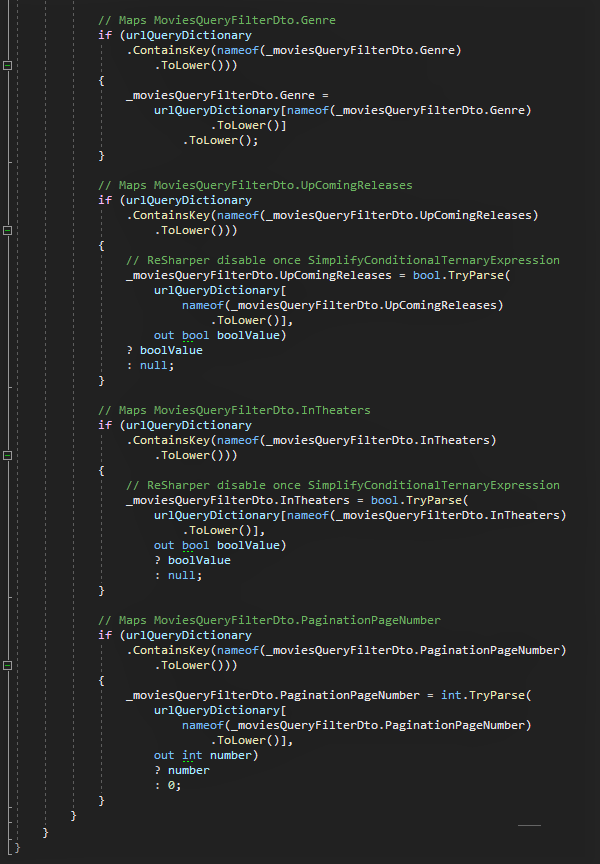 // Maps MoviesQueryFilterDto.Genre
if (urlQueryDictionary
.ContainsKey(nameof(_moviesQueryFilterDto.Genre)
.ToLower()))
{
_moviesQueryFilterDto.Genre =
urlQueryDictionary[nameof(_moviesQueryFilterDto.Genre)
.ToLower()]
.ToLower();
}
// Maps MoviesQueryFilterDto.UpComingReleases
if (urlQueryDictionary
.ContainsKey(nameof(_moviesQueryFilterDto.UpComingReleases)
.ToLower()))
{
// ReSharper disable once SimplifyConditionalTernaryExpression
_moviesQueryFilterDto.UpComingReleases = bool.TryParse(
urlQueryDictionary[
nameof(_moviesQueryFilterDto.UpComingReleases)
.ToLower()],
out bool boolValue)
? boolValue
: null;
}
// Maps MoviesQueryFilterDto.InTheaters
if (urlQueryDictionary
.ContainsKey(nameof(_moviesQueryFilterDto.InTheaters)
.ToLower()))
{
// ReSharper disable once SimplifyConditionalTernaryExpression
_moviesQueryFilterDto.InTheaters = bool.TryParse(
urlQueryDictionary[nameof(_moviesQueryFilterDto.InTheaters)
.ToLower()],
out bool boolValue)
? boolValue
: null;
}
// Maps MoviesQueryFilterDto.PaginationPageNumber
if (urlQueryDictionary
.ContainsKey(nameof(_moviesQueryFilterDto.PaginationPageNumber)
.ToLower()))
{
_moviesQueryFilterDto.PaginationPageNumber = int.TryParse(
urlQueryDictionary[
nameof(_moviesQueryFilterDto.PaginationPageNumber)
.ToLower()],
out int number)
? number
: 0;
}
}
}
}